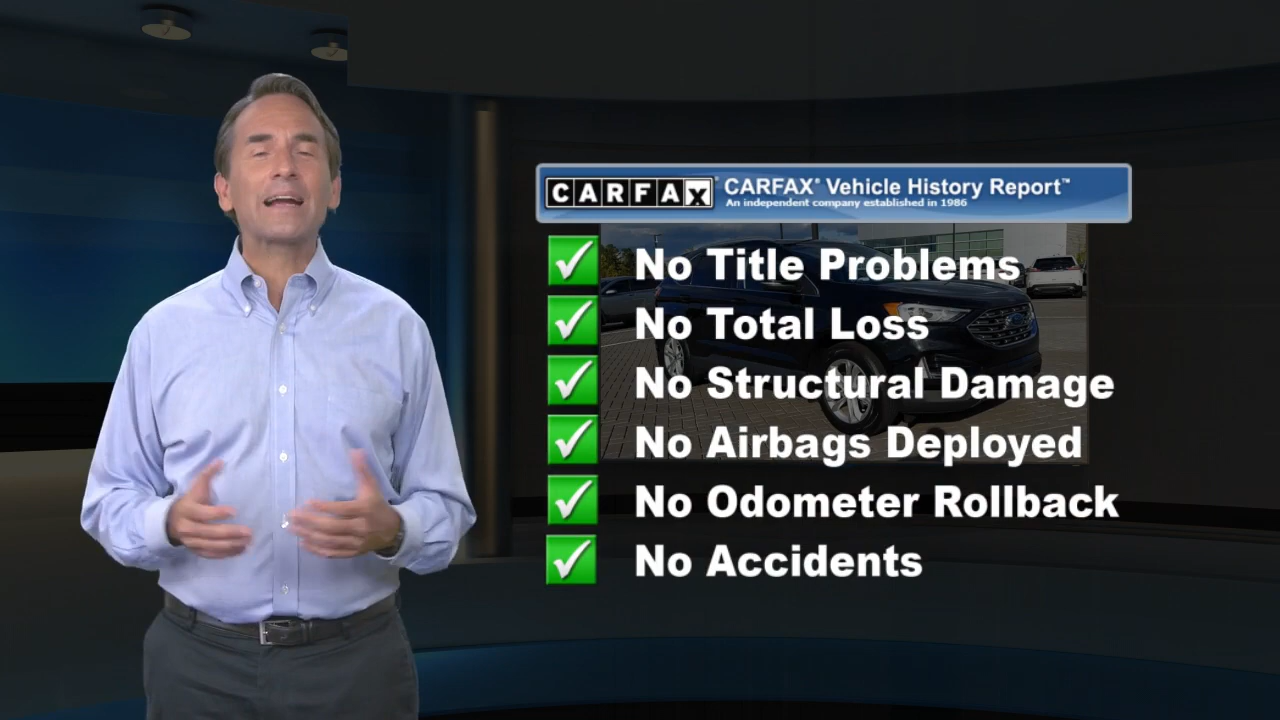 CARFAX® CARFAX® Vehicle History Report™
An independent company established in 1986
No Title Problems
No Total Loss
No Structural Damage
No Airbags Deployed
No Odometer Rollback
No Accidents